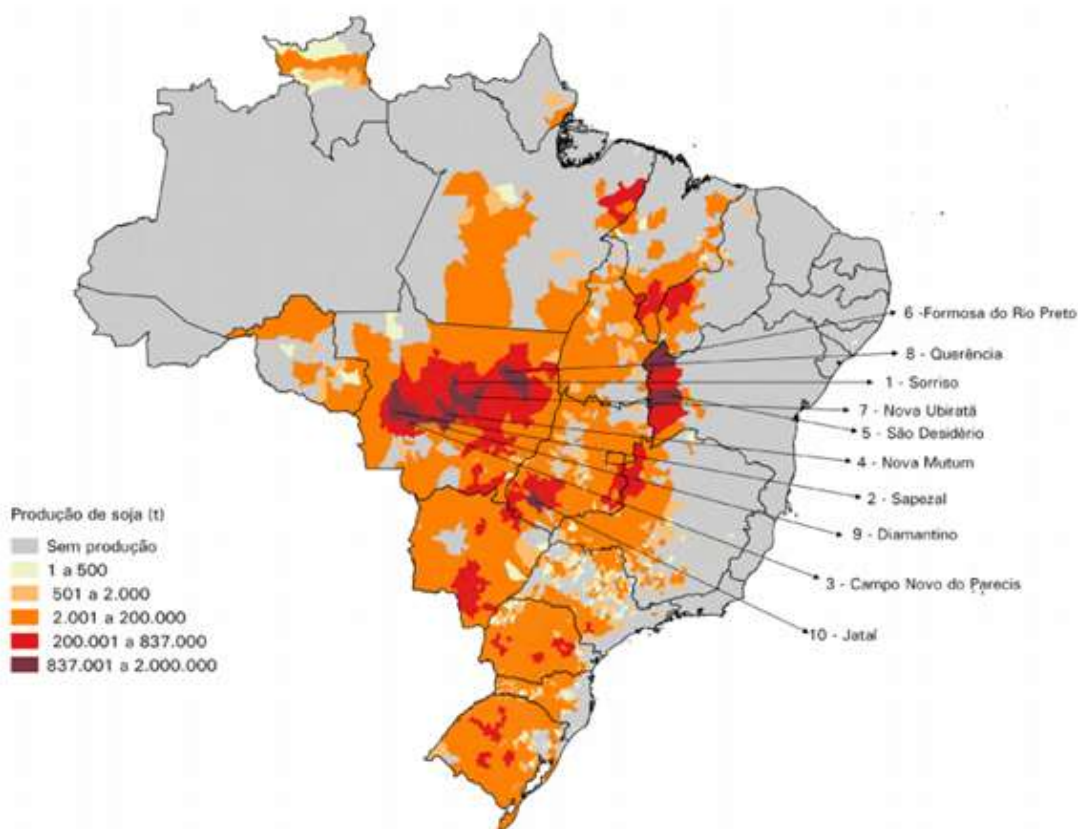 6 -Formosa do Rio Preto
8 - Querência
1 - Sorriso
7 - Nova Ubiratã
5 - São Desidério
4 - Nova Mutum
2 - Sapezal
9 - Diamantino
3 - Campo Novo do Parecis
10 - Jataí
Produção de soja (t)
Sem produção
1 a 500
501 a 2.000
2.001 a 200.000
200.001 a 837.000
837.001 a 2.000.000